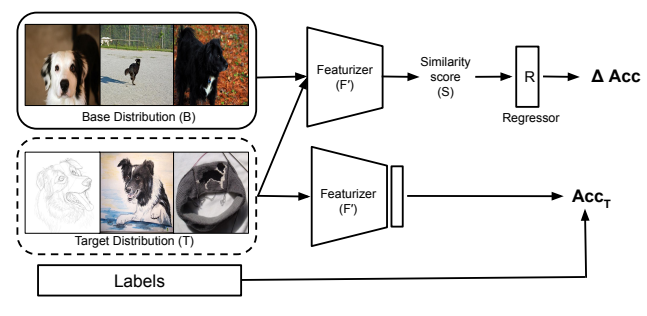 Base Distribution (B)
Featurizer
(F')
Similarity
score
(S)
R
Regressor
Δ Acc
Target Distribution (T)
Featurizer
(F')
Acc_T
Labels